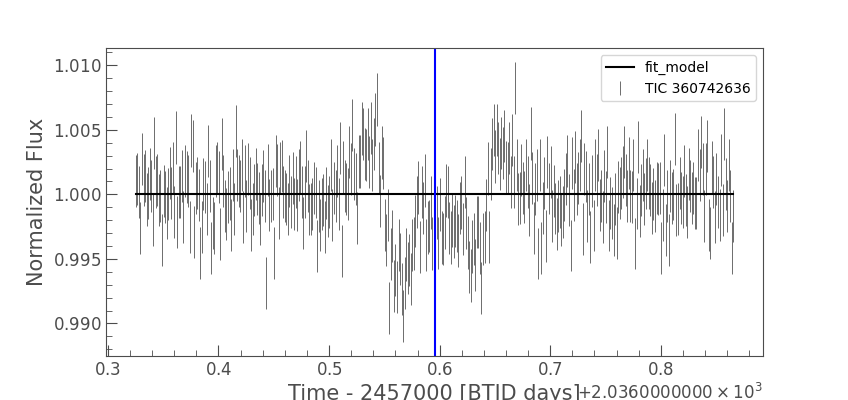 1.010
1.005
1.000
0.995
0.990
Normalized Flux
fit_model
TIC 360742636
0.3 0.4 0.5 0.6 0.7 0.8
Time - 2457000 [BTJD days]
+2.0360000000 × 10³